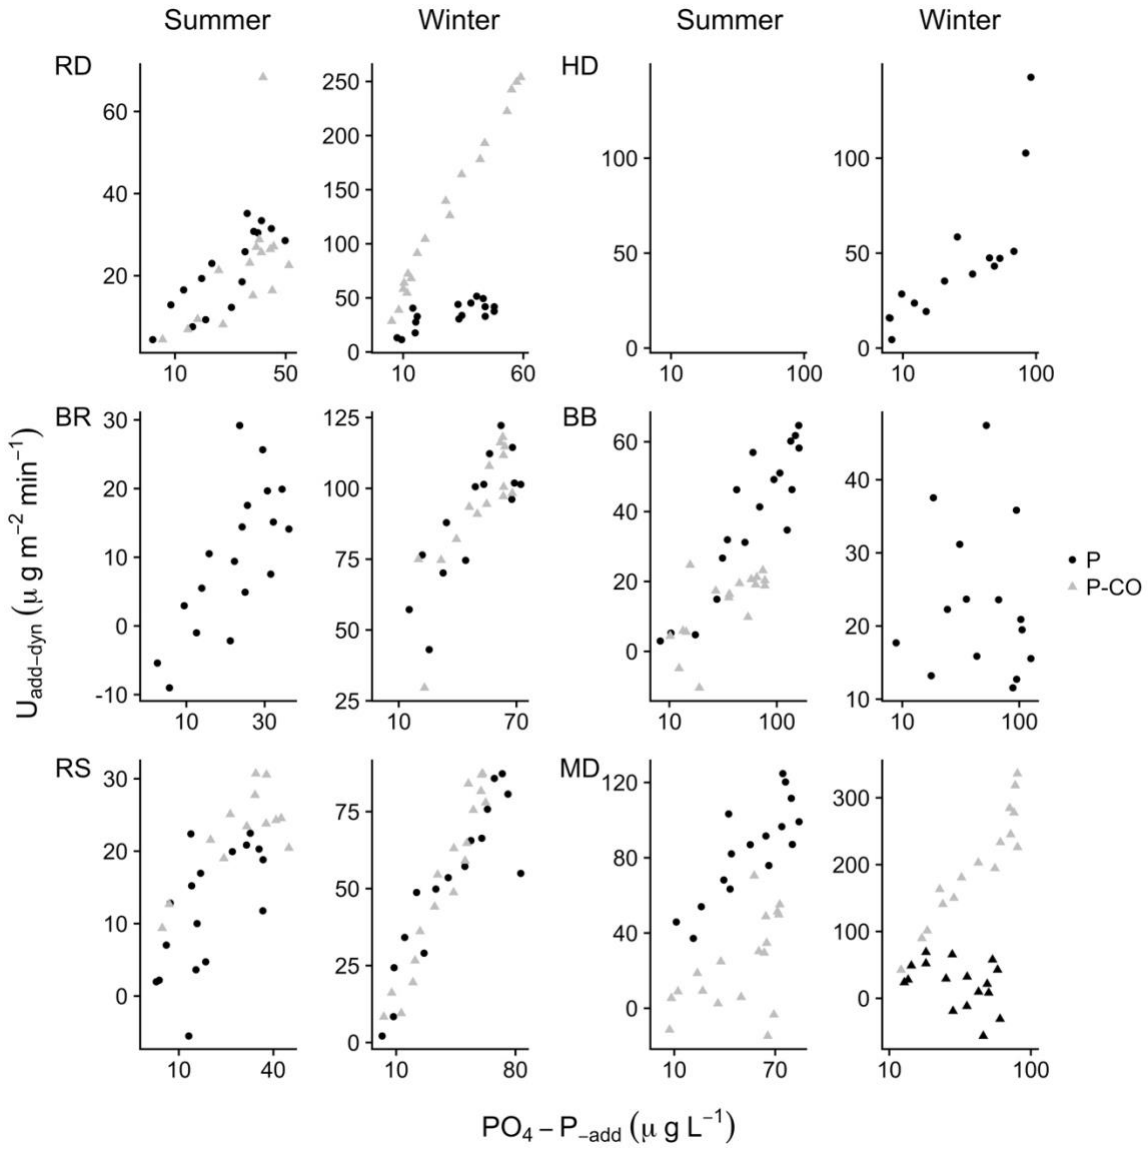 Summer Winter Summer Winter
RD HD
60 40 20
10 50
250 200 150 100 50 0
10 60
100 50 0
10 100
100 50 0
10 100
BR BB
30 20 10 0 -10
10 30
125 100 75 50 25
10 70
60 40 20 0
10 100
40 30 20 10
10 100
P
P-CO
RS MD
30 20 10 0
10 40
75 50 25 0
10 80
120 80 40 0
10 70
300 200 100 0
10 100
U add−dyn (μ g m−2 min−1)
PO4 − P−add (μ g L−1)